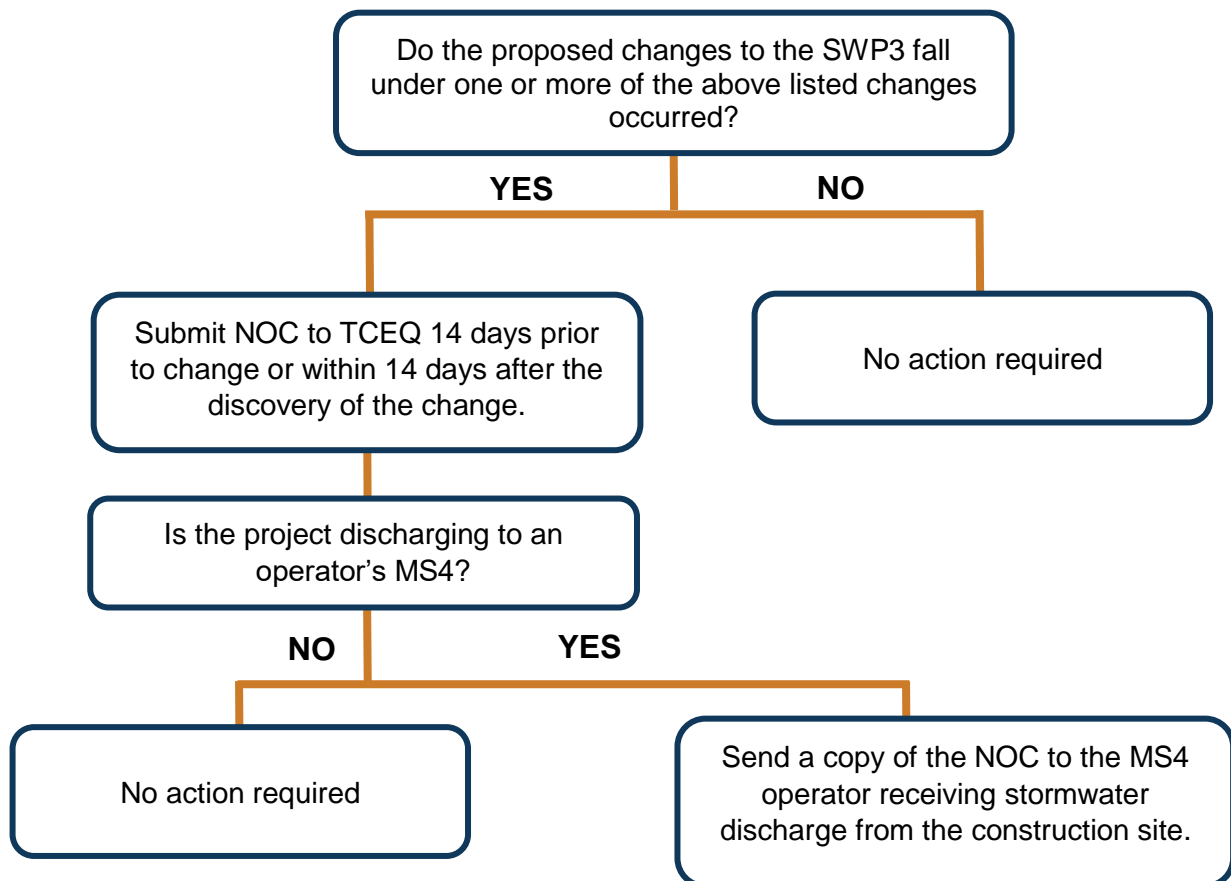 Do the proposed changes to the SWP3 fall
under one or more of the above listed changes
occurred?
YES
NO
Submit NOC to TCEQ 14 days prior
to change or within 14 days after the
discovery of the change.
No action required
Is the project discharging to an
operator’s MS4?
NO
YES
No action required
Send a copy of the NOC to the MS4
operator receiving stormwater
discharge from the construction site.